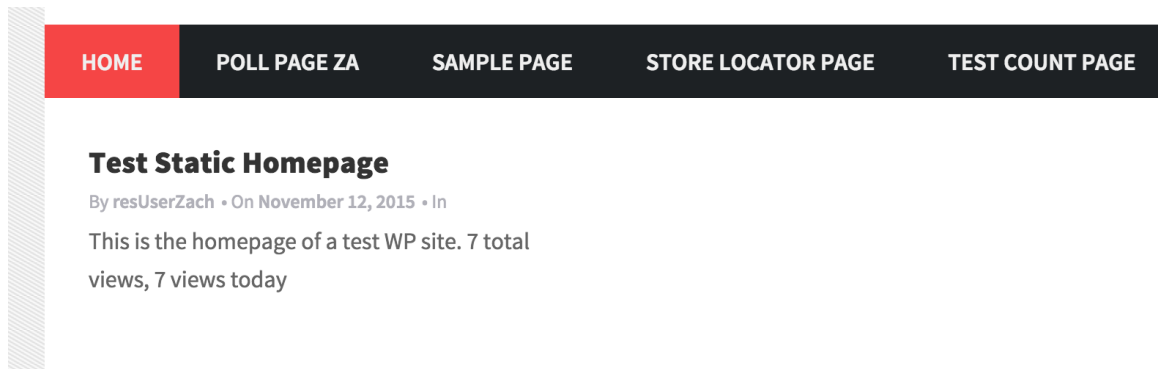 HOME POLL PAGE ZA SAMPLE PAGE STORE LOCATOR PAGE TEST COUNT PAGE
Test Static Homepage
By resUserZach • On November 12, 2015 • In
This is the homepage of a test WP site. 7 total
views, 7 views today